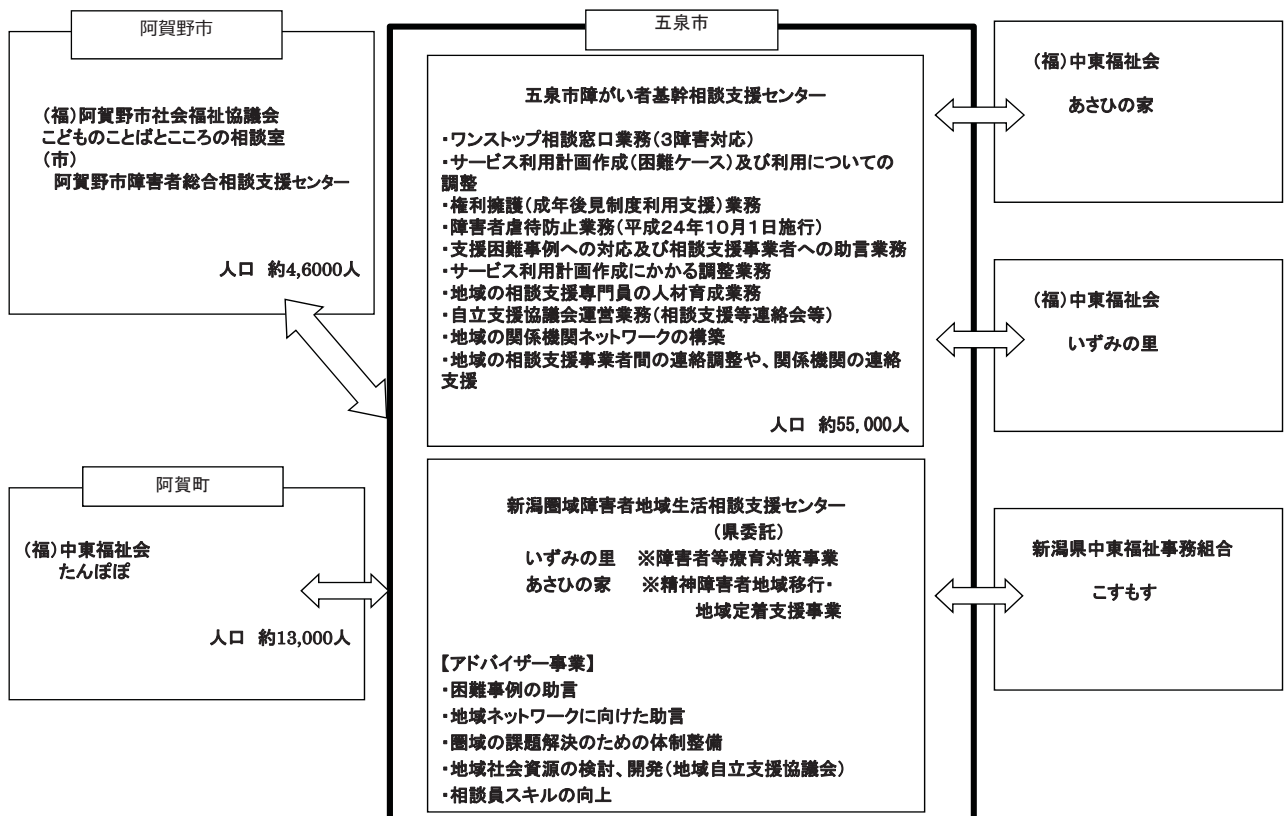 阿賀野市
(福)阿賀野市社会福祉協議会
こどものことばとこころの相談室
(市)
阿賀野市障害者総合相談支援センター
人口 約4,6000人
阿賀町
(福)中東福祉会
たんぽぽ
人口 約13,000人
五泉市
五泉市障がい者基幹相談支援センター
・ワンストップ相談窓口業務(3障害対応)
・サービス利用計画作成(困難ケース)及び利用についての
調整
・権利擁護(成年後見制度利用支援)業務
・障害者虐待防止業務(平成24年10月1日施行)
・支援困難事例への対応及び相談支援事業者への助言業務
・サービス利用計画作成にかかる調整業務
・地域の相談支援専門員の人材育成業務
・自立支援協議会運営業務(相談支援等連絡会等)
・地域の関係機関ネットワークの構築
・地域の相談支援事業者間の連絡調整や、関係機関の連絡
支援
人口 約55,000人
新潟圏域障害者地域生活相談支援センター
(県委託)
いずみの里 ※障害者等療育対策事業
あさひの家 ※精神障害者地域移行・
地域定着支援事業
【アドバイザー事業】
・困難事例の助言
・地域ネットワークに向けた助言
・圏域の課題解決のための体制整備
・地域社会資源の検討、開発(地域自立支援協議会)
・相談員スキルの向上
(福)中東福祉会
あさひの家
(福)中東福祉会
いずみの里
新潟県中東福祉事務組合
こすもす